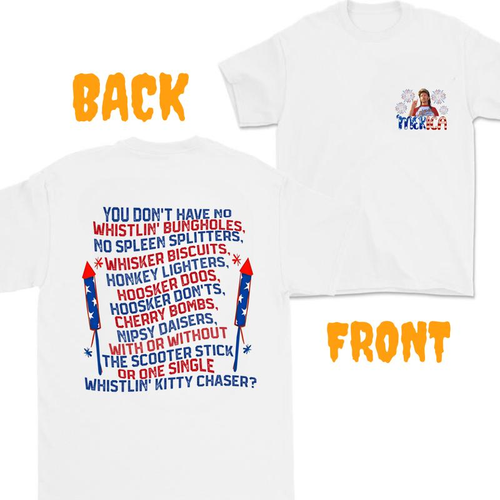 BACK
'MERICA
YOU DON'T HAVE NO
WHISTLIN' BUNGHOLES,
NO SPLEEN SPLITTERS,
WHISKER BISCUITS,
HONKEY LIGHTERS,
HOOSKER DOOS,
HOOSKER DON'TS,
CHERRY BOMBS,
NIPSY DAISERS,
WITH OR WITHOUT
THE SCOOTER STICK
OR ONE SINGLE
WHISTLIN' KITTY CHASER?
FRONT